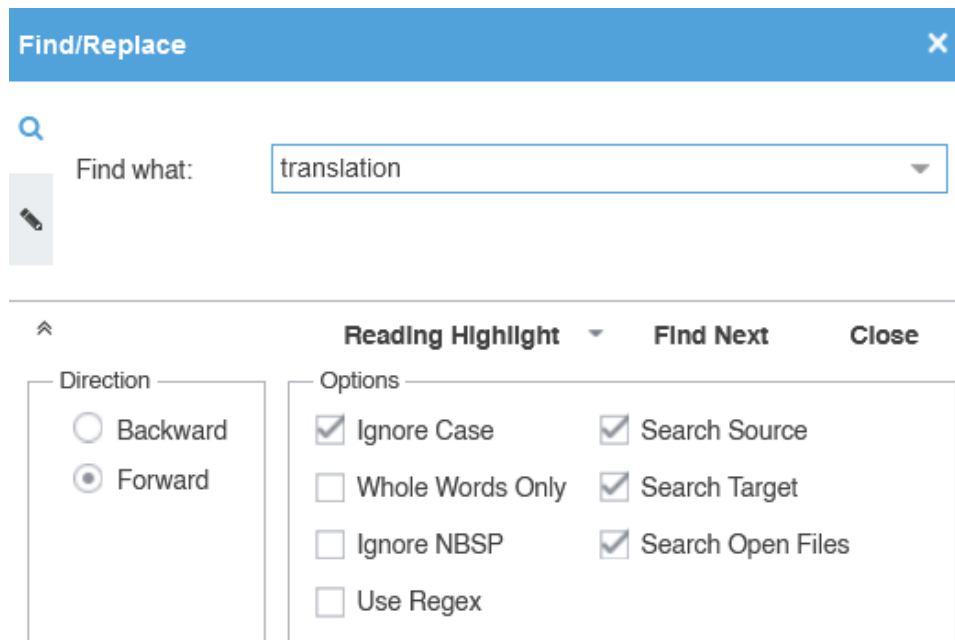 Find/Replace
Find what: translation
Reading Highlight Find Next Close
Direction Options
Backward Ignore Case Search Source
Forward Whole Words Only Search Target
Ignore NBSP Search Open Files
Use Regex